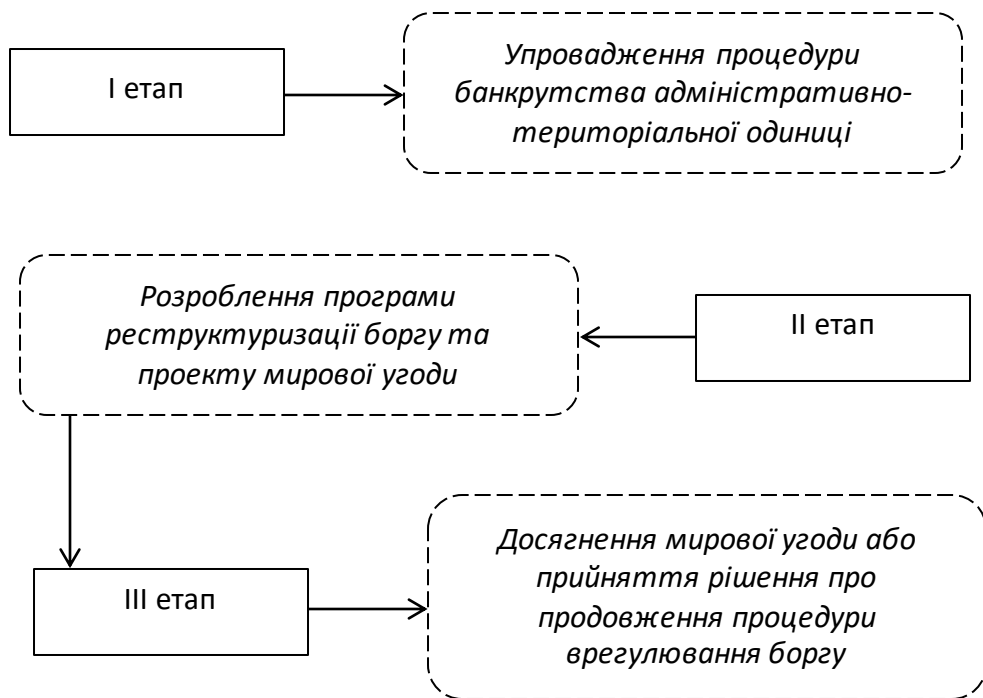 І етап
Упровадження процедури
банкрутства адміністративно-
територіальної одиниці
Розроблення програми
реструктуризації боргу та
проекту мирової угоди
ІІ етап
ІІІ етап
Досягнення мирової угоди або
прийняття рішення про
продовження процедури
врегулювання боргу